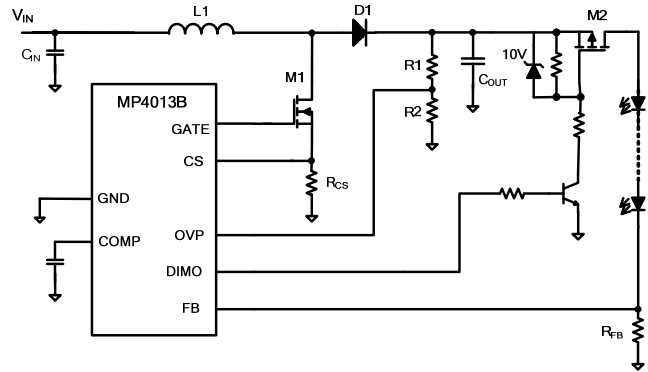 VIN
L1
D1
M2
CIN
M1
R1
10V
COUT
MP4013B
GATE
R2
CS
RCS
GND
OVP
COMP
DIMO
FB
RFB